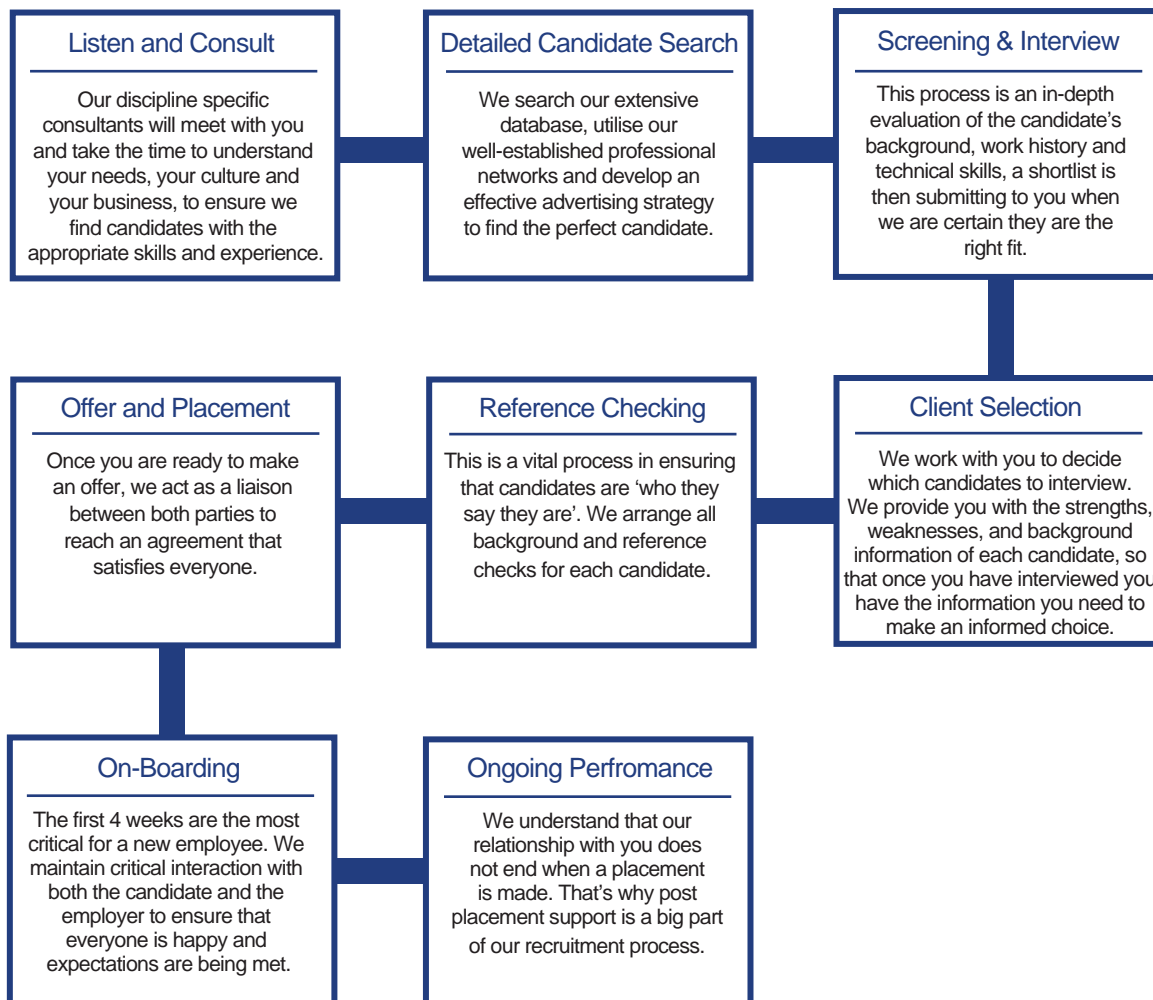 Listen and Consult
Our discipline specific
consultants will meet with you
and take the time to understand
your needs, your culture and
your business, to ensure we
find candidates with the
appropriate skills and experience.
Detailed Candidate Search
We search our extensive
database, utilise our
well-established professional
networks and develop an
effective advertising strategy
to find the perfect candidate.
Screening & Interview
This process is an in-depth
evaluation of the candidate’s
background, work history and
technical skills, a shortlist is
then submitting to you when
we are certain they are the
right fit.
Client Selection
We work with you to decide
which candidates to interview.
We provide you with the strengths,
weaknesses, and background
information of each candidate, so
that once you have interviewed you
have the information you need to
make an informed choice.
Reference Checking
This is a vital process in ensuring
that candidates are ‘who they
say they are’. We arrange all
background and reference
checks for each candidate.
Offer and Placement
Once you are ready to make
an offer, we act as a liaison
between both parties to
reach an agreement that
satisfies everyone.
On-Boarding
The first 4 weeks are the most
critical for a new employee. We
maintain critical interaction with
both the candidate and the
employer to ensure that
everyone is happy and
expectations are being met.
Ongoing Perfromance
We understand that our
relationship with you does
not end when a placement
is made. That’s why post
placement support is a big part
of our recruitment process.